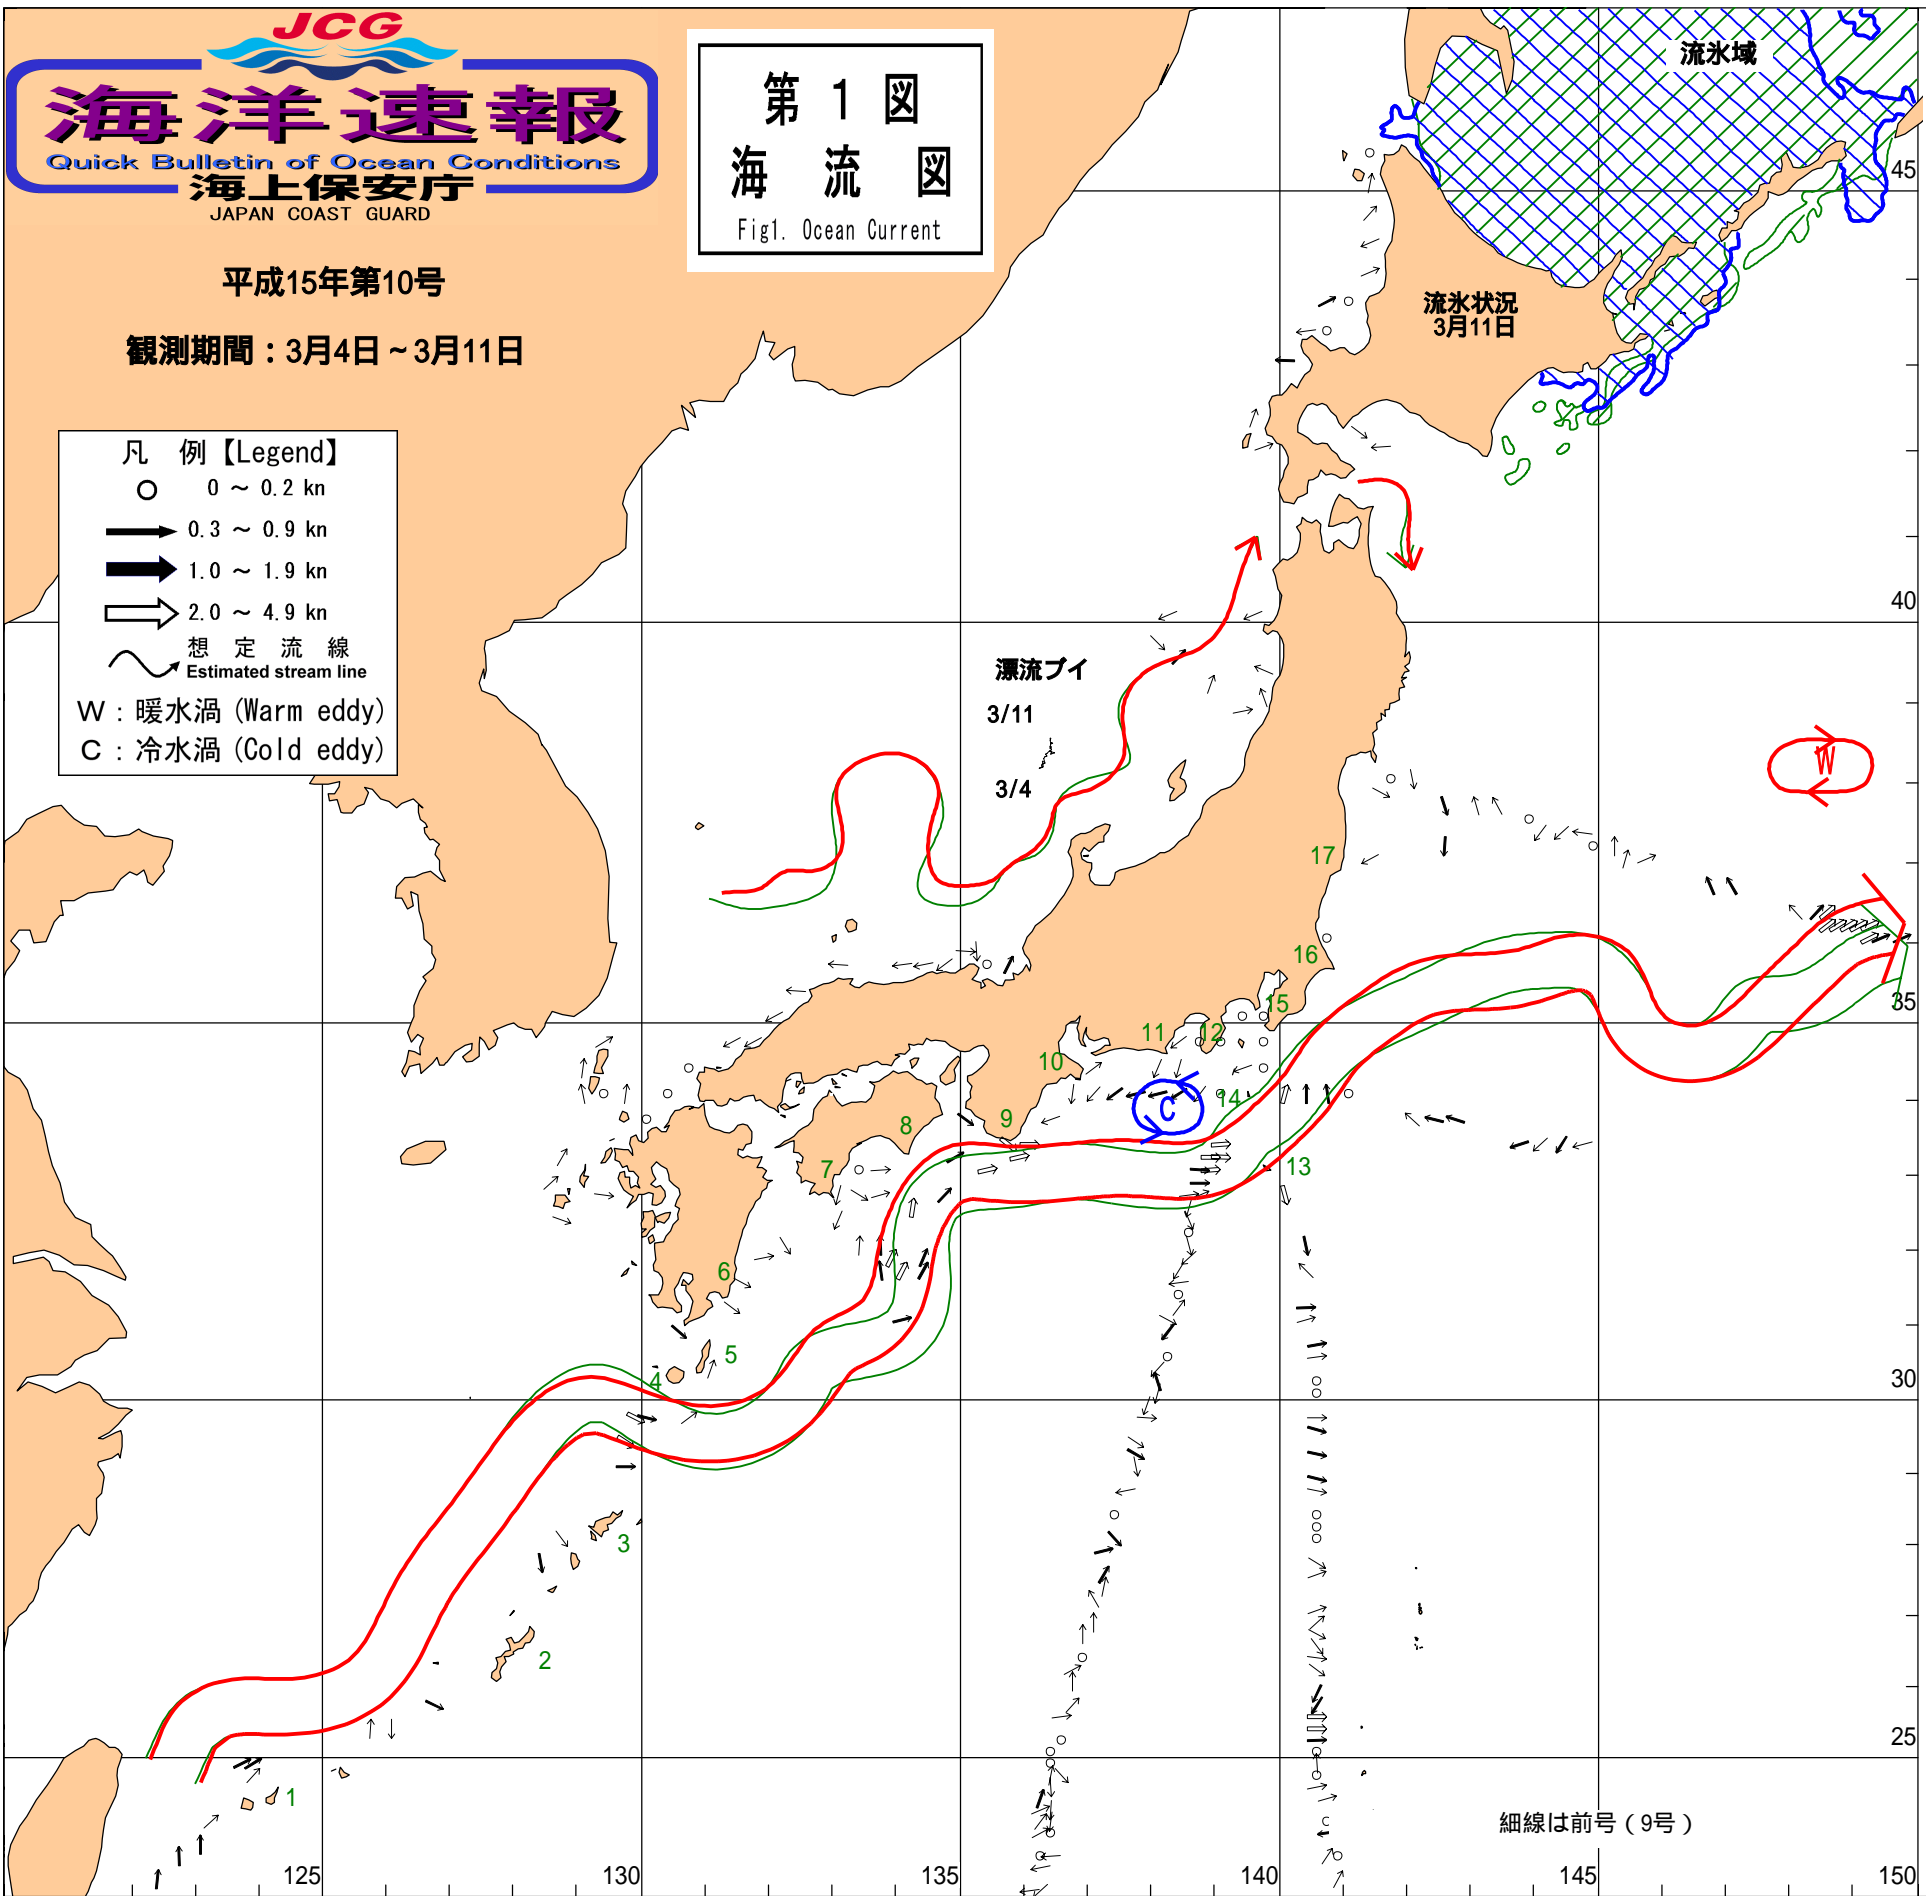 JCG
海洋速報
Quick Bulletin of Ocean Conditions
海上保安庁
JAPAN COAST GUARD
平成15年第10号
観測期間：3月4日～3月11日
第 1 図
海 流 図
Fig1. Ocean Current
凡 例【Legend】
0 ～ 0.2 kn
0.3 ～ 0.9 kn
1.0 ～ 1.9 kn
2.0 ～ 4.9 kn
想 定 流 線
Estimated stream line
W：暖水渦 (Warm eddy)
C：冷水渦 (Cold eddy)
流氷域
45
流氷状況
3月11日
40
漂流ブイ
3/11
3/4
W
17
16
35
15
11
12
10
14
C
9
8
13
7
6
5
4
30
3
2
25
1
細線は前号（9号）
125
130
135
140
145
150